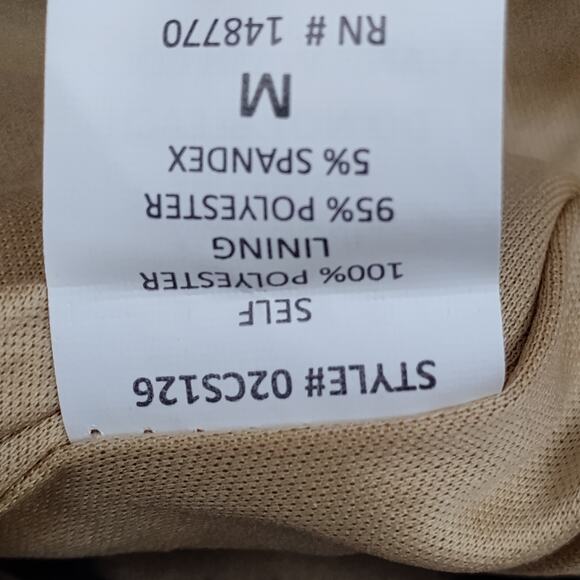 STYLE# 02CS126
SELF
100% POLYESTER
LINING
95% POLYESTER
5% SPANDEX
M
RN # 148770